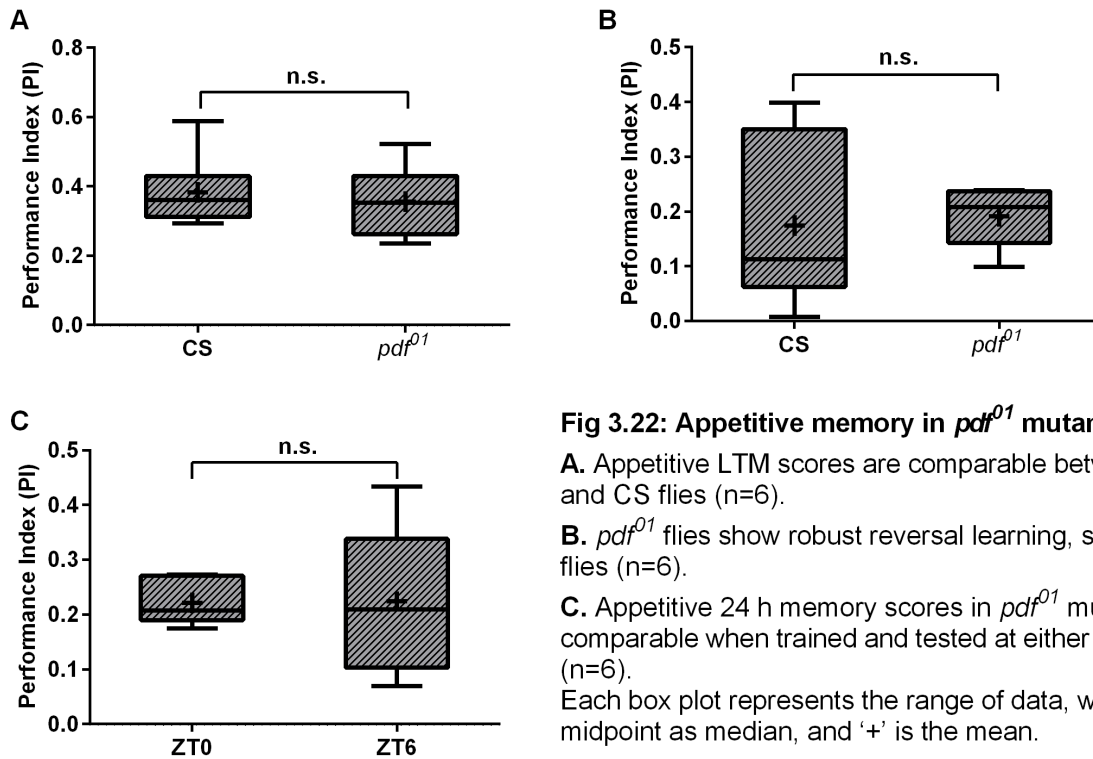 A
Performance Index (PI)
0.8
0.6
0.4
0.2
0.0
n.s.
CS
pdf01
B
Performance Index (PI)
0.5
0.4
0.3
0.2
0.1
0.0
n.s.
CS
pdf01
C
Performance Index (PI)
0.5
0.4
0.3
0.2
0.1
0.0
n.s.
ZT0
ZT6
Fig 3.22: Appetitive memory in pdf01
A. Appetitive LTM scores are comparable
and CS flies (n=6).
B. pdf01 flies show robust reversal learning,
flies (n=6).
C. Appetitive 24 h memory scores in pdf01
comparable when trained and tested at either
(n=6).
Each box plot represents the range of data,
midpoint as median, and ‘+’ is the mean.